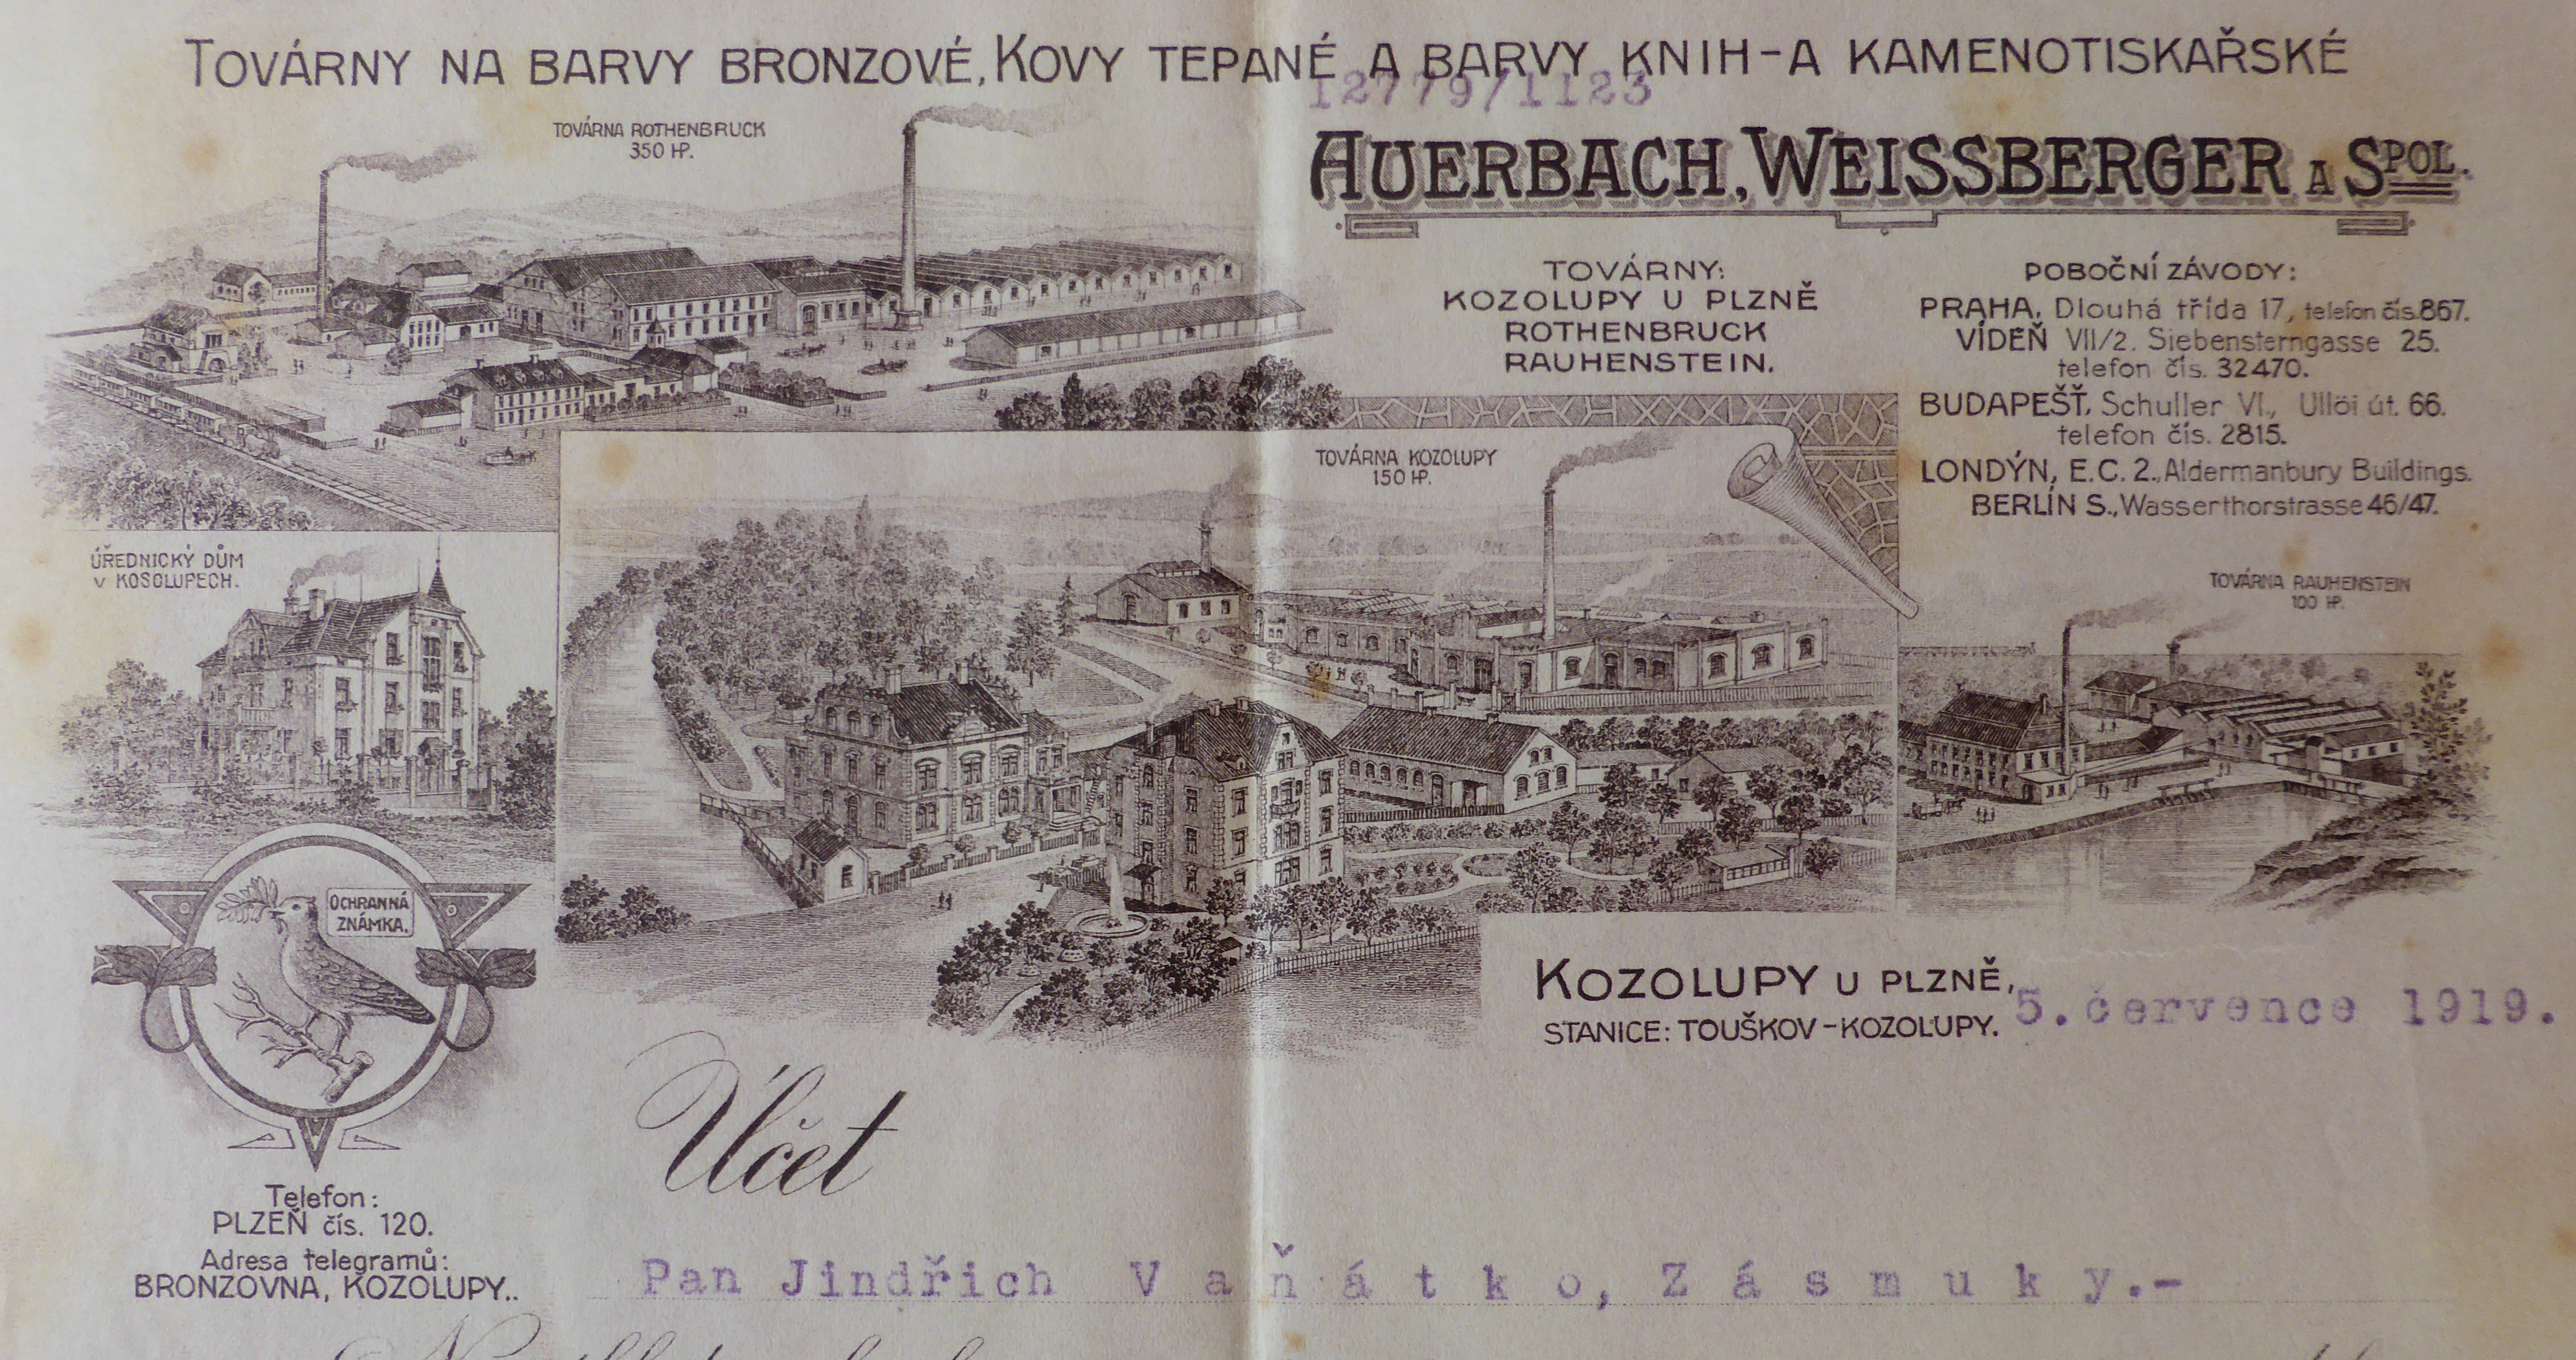 TOVÁRNY NA BARVY BRONZOVÉ, KOVY TEPANÉ A BARVY KNIH-A KAMENOTISKAŘSKÉ
12779/1123
TOVÁRNA ROTHENBRUCK
350 HP.
AUERBACH, WEISSBERGER A SPOL.
TOVÁRNY:
KOZOLUPY U PLZNĚ
ROTHENBRUCK
RAUHENSTEIN.
POBOČNÍ ZÁVODY:
PRAHA, Dlouhá třída 17, telefon čís.867.
VÍDEŇ VII/2. Siebensterngasse 25.
telefon čís. 32470.
BUDAPEŠŤ, Schuller VI., Ullöi út. 66.
telefon čís. 2815.
LONDÝN, E.C. 2., Aldermanbury Buildings.
BERLÍN S., Wasserthorstrasse 46/47.
TOVÁRNA KOZOLUPY
150 HP.
ÚŘEDNICKÝ DŮM
V KOSOLUPECH.
TOVÁRNA RAUHENSTEIN
100 HP.
OCHRANNÁ
ZNÁMKA.
KOZOLUPY U PLZNĚ, 5. července 1919.
STANICE: TOUŠKOV-KOZOLUPY.
Účet
Telefon:
PLZEŇ čís. 120.
Adresa telegramů:
BRONZOVNA, KOZOLUPY..
Pan Jindřich Vaňátko, Zásmuky.-